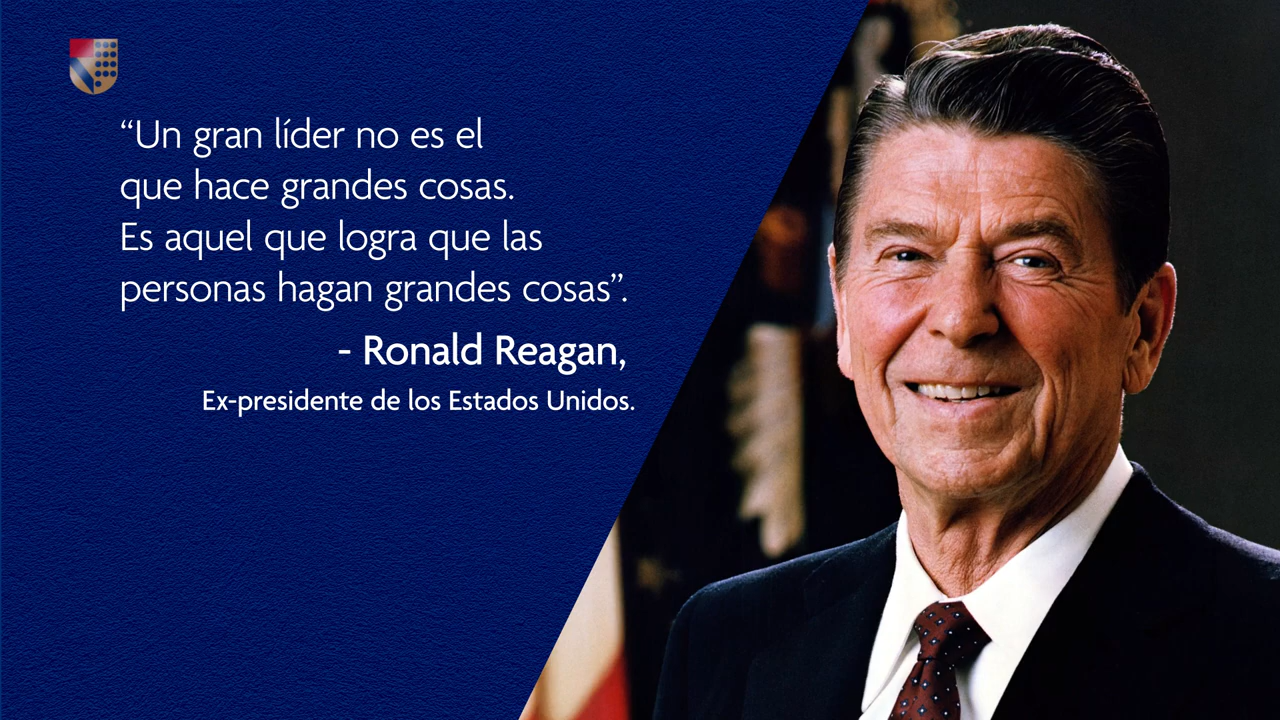 “Un gran líder no es el
que hace grandes cosas.
Es aquel que logra que las
personas hagan grandes cosas”.
- Ronald Reagan,
Ex-presidente de los Estados Unidos.